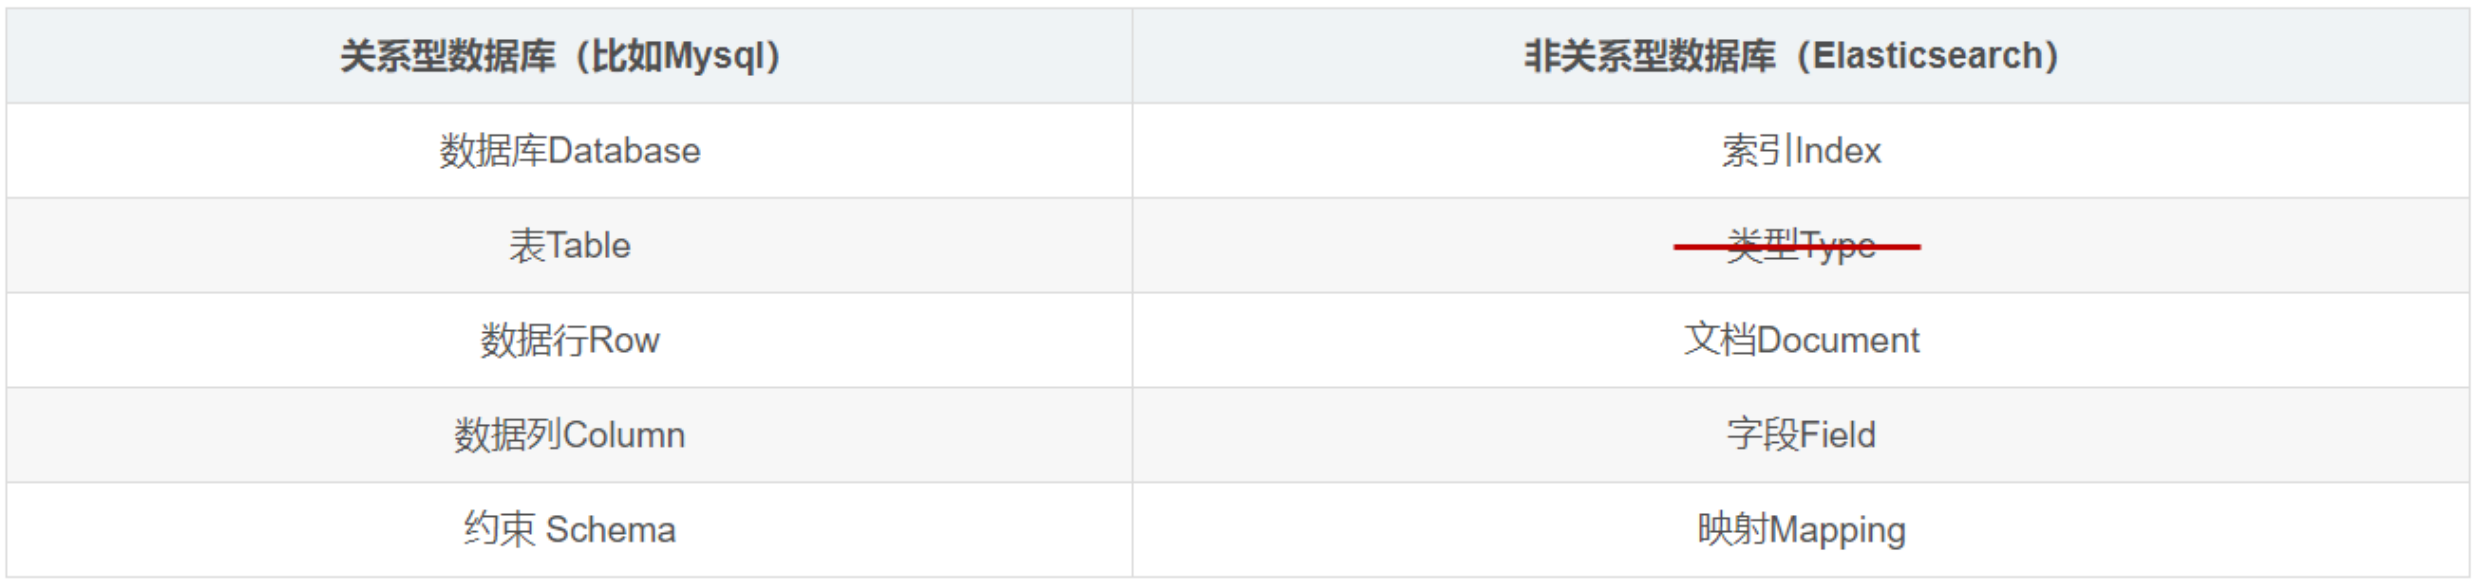 关系型数据库（比如Mysql） 非关系型数据库（Elasticsearch）
数据库Database 索引Index
表Table 类型Type
数据行Row 文档Document
数据列Column 字段Field
约束 Schema 映射Mapping